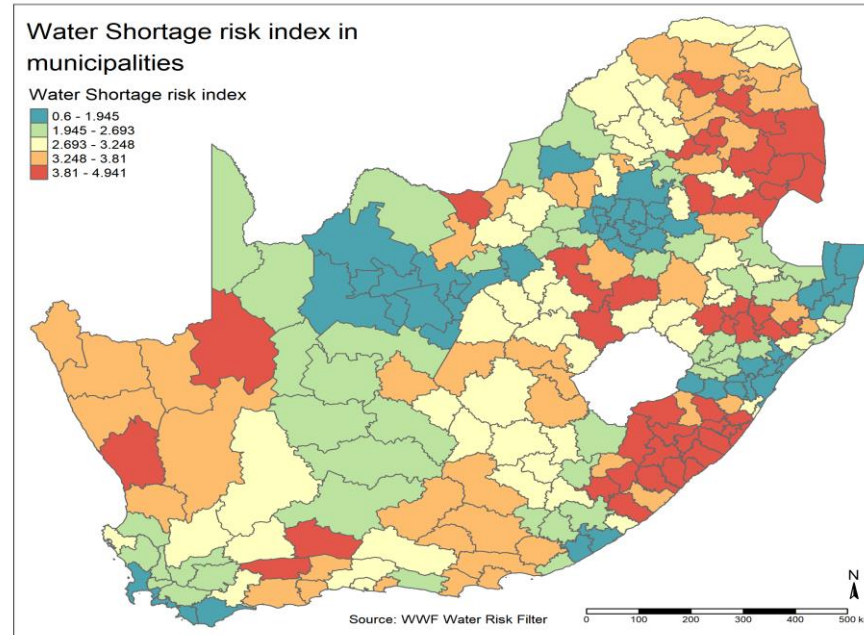 Water Shortage risk index in
municipalities
Water Shortage risk index
0.6 - 1.945
1.945 - 2.693
2.693 - 3.248
3.248 - 3.81
3.81 - 4.941
N
Source: WWF Water Risk Filter
0 100 200 300 400 500